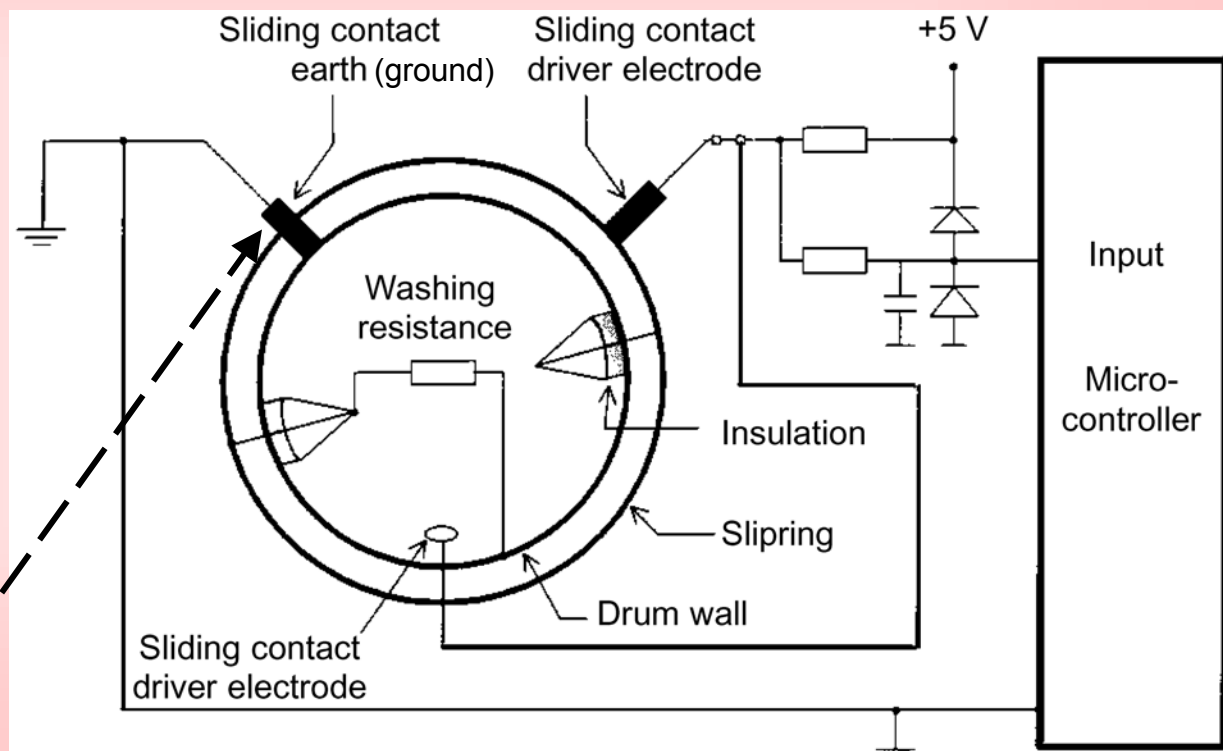 Sliding contact
earth (ground)
Sliding contact
driver electrode
+5 V
Washing
resistance
Input
Micro-
controller
Insulation
Slipring
Drum wall
Sliding contact
driver electrode